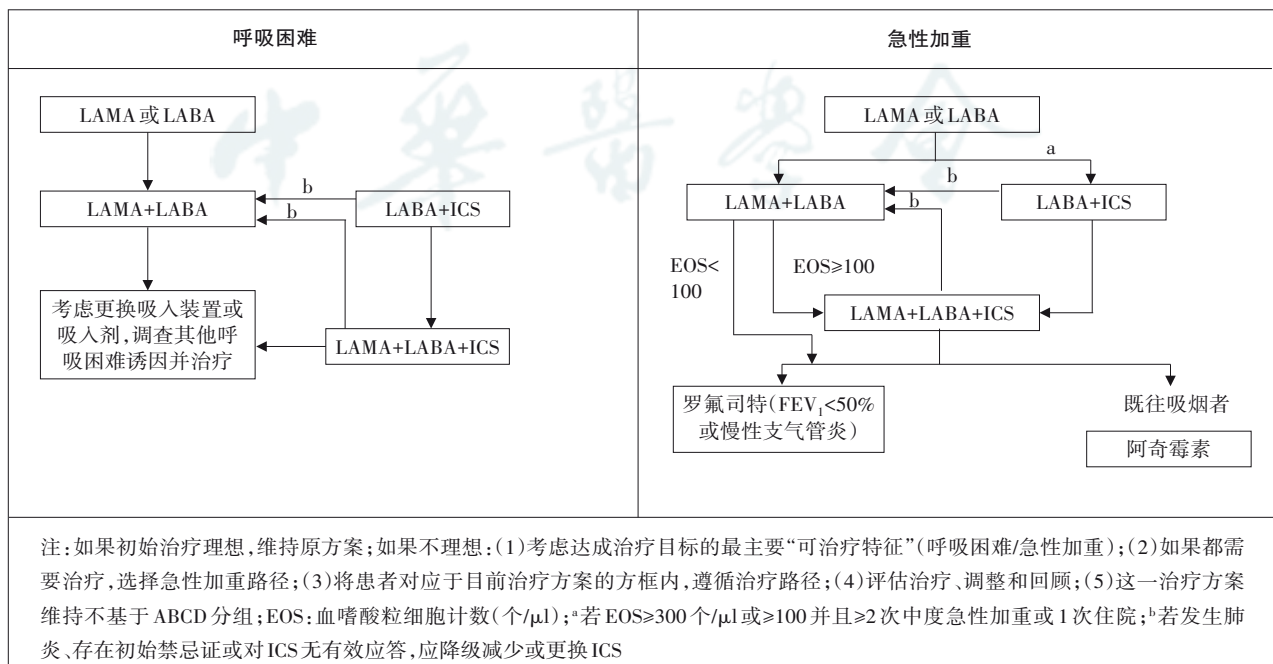 呼吸困难
急性加重
中华医学会
LAMA或LABA
LAMA+LABA
b
b
LABA+ICS
考虑更换吸入装置或
吸入剂,调查其他呼
吸困难诱因并治疗
LAMA+LABA+ICS
LAMA或LABA
a
LAMA+LABA
b
b
LABA+ICS
EOS<
100
EOS≥100
LAMA+LABA+ICS
罗氟司特(FEV₁<50%
或慢性支气管炎)
既往吸烟者
阿奇霉素
注:如果初始治疗理想,维持原方案;如果不理想:(1)考虑达成治疗目标的最主要“可治疗特征”(呼吸困难/急性加重);(2)如果都需
要治疗,选择急性加重路径;(3)将患者对应于目前治疗方案的方框内,遵循治疗路径;(4)评估治疗、调整和回顾;(5)这一治疗方案
维持不基于ABCD分组;EOS:血嗜酸粒细胞计数(个/μl);ᵃ若EOS≥300个/μl或≥100并且≥2次中度急性加重或1次住院;ᵇ若发生肺
炎、存在初始禁忌证或对ICS无有效应答,应降级减少或更换ICS